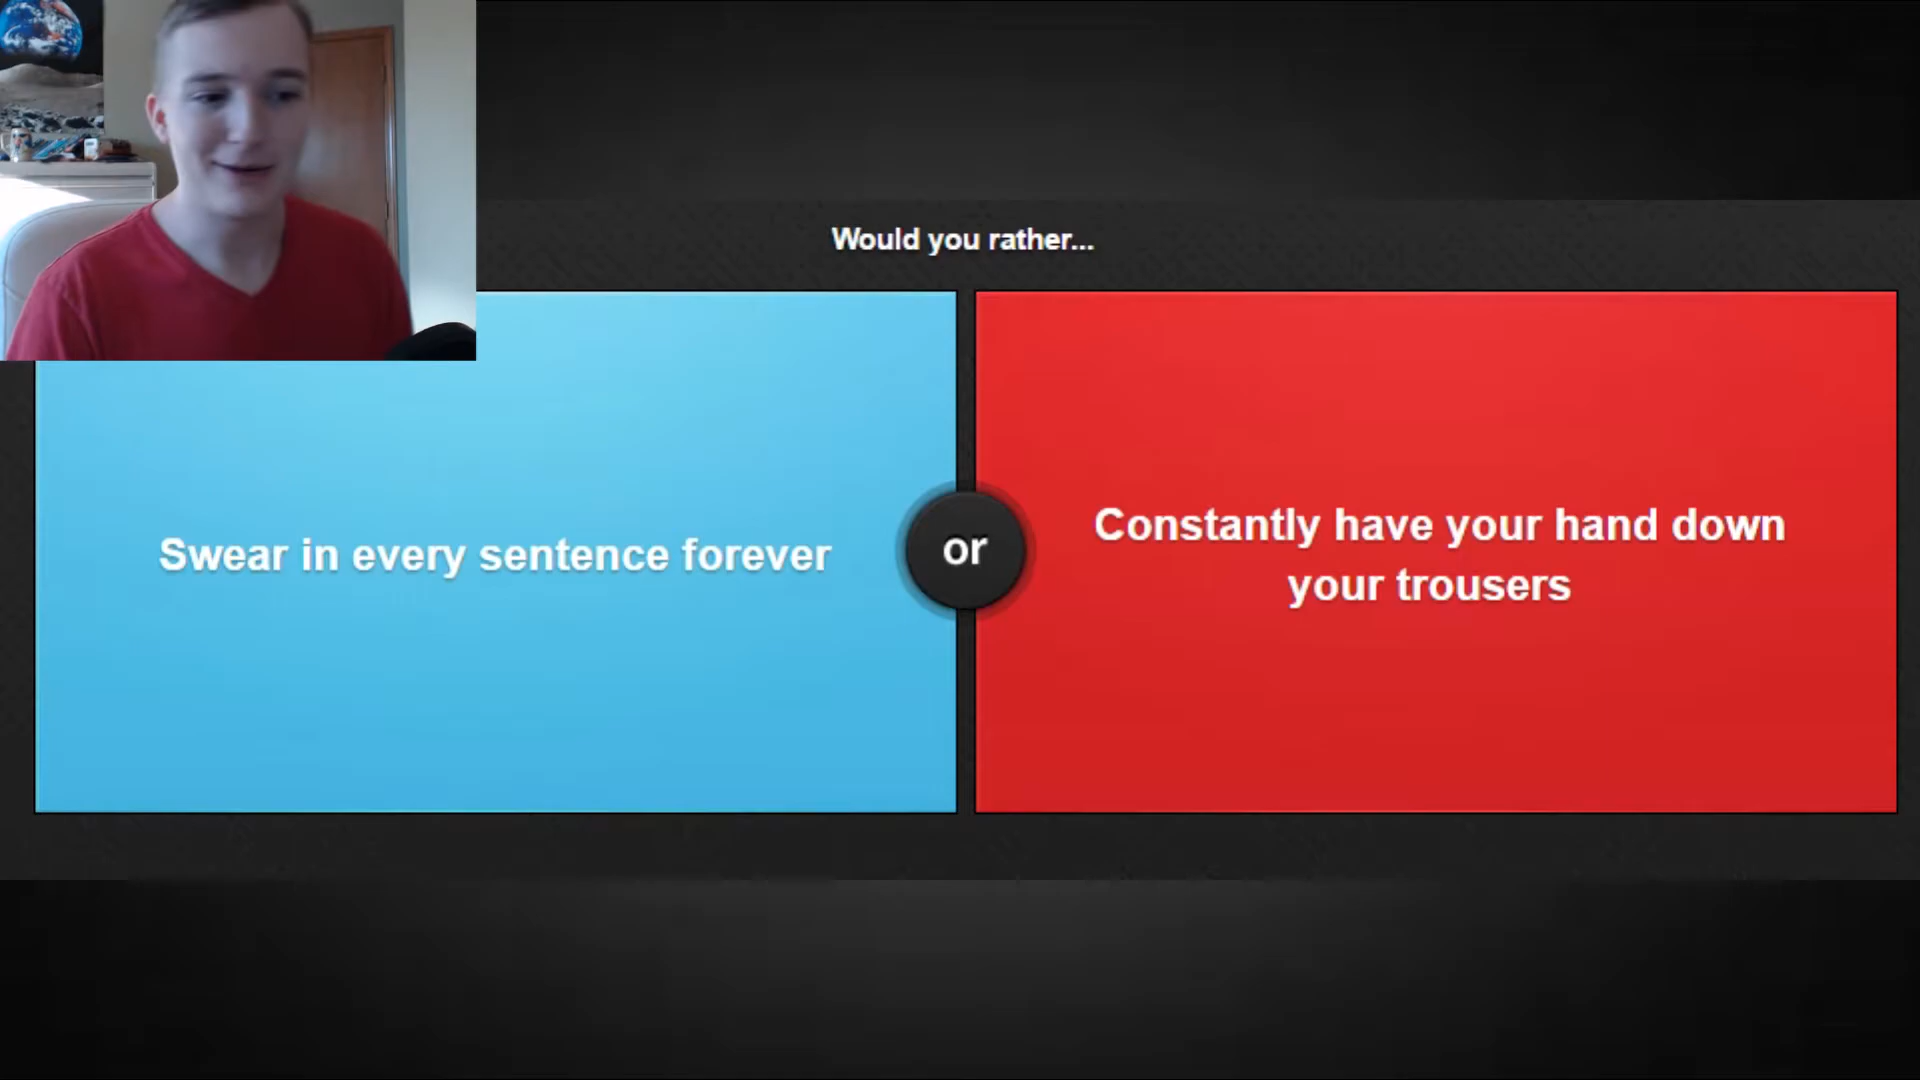 Would you rather...
Swear in every sentence forever
or
Constantly have your hand down
your trousers